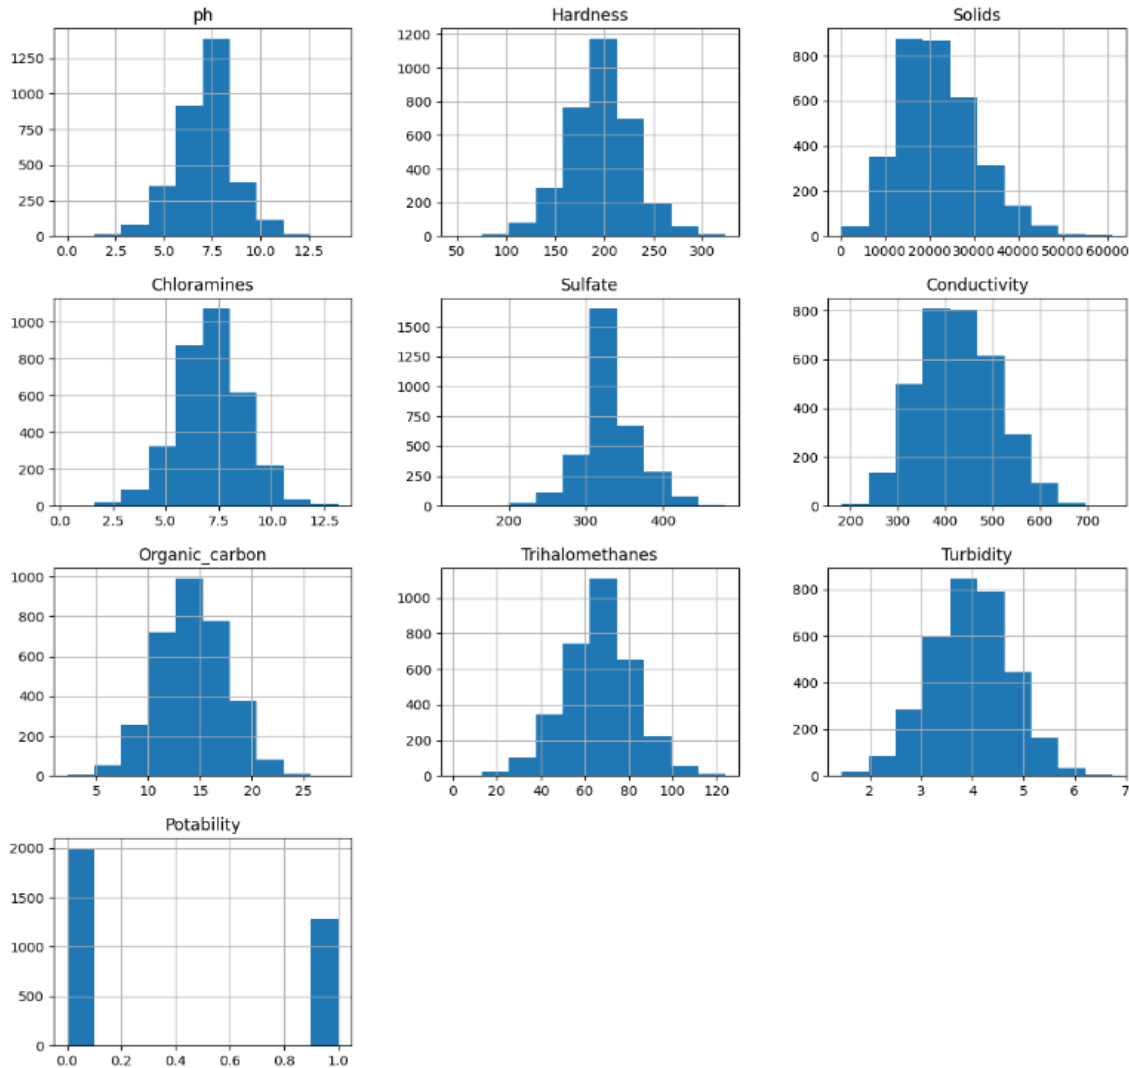 ph
1250
1000
750
500
250
0
0.0 2.5 5.0 7.5 10.0 12.5
Hardness
1200
1000
800
600
400
200
0
50 100 150 200 250 300
Solids
800
600
400
200
0
0 10000 20000 30000 40000 50000 60000
Chloramines
1000
800
600
400
200
0
0.0 2.5 5.0 7.5 10.0 12.5
Sulfate
1500
1250
1000
750
500
250
0
200 300 400
Conductivity
800
600
400
200
0
200 300 400 500 600 700
Organic_carbon
1000
800
600
400
200
0
5 10 15 20 25
Trihalomethanes
1000
800
600
400
200
0
0 20 40 60 80 100 120
Turbidity
800
600
400
200
0
2 3 4 5 6 7
Potability
2000
1500
1000
500
0
0.0 0.2 0.4 0.6 0.8 1.0